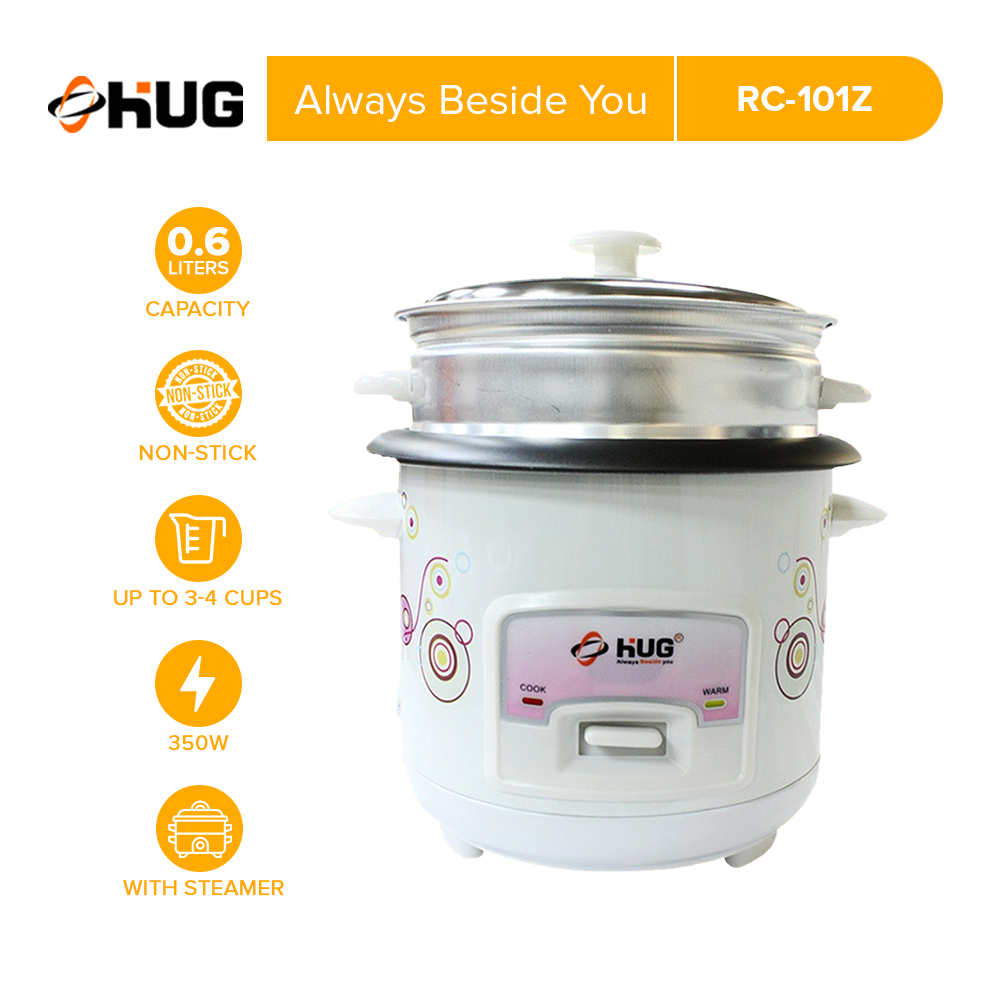 HUG
Always Beside You
RC-101Z
0.6
LITERS
CAPACITY
NON-STICK
NON-STICK
NON-STICK
NON-STICK
UP TO 3-4 CUPS
350W
WITH STEAMER
HUG®
Always Beside you
COOK
WARM